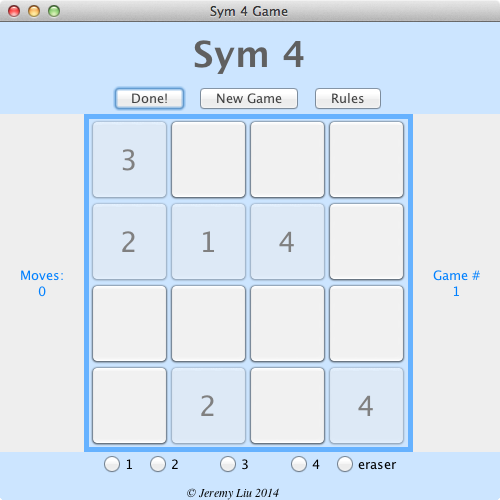 Sym 4 Game
Sym 4
Done! New Game Rules
3
2 1 4
Moves:
0
Game #
1
2 4
1 2 3 4 eraser
© Jeremy Liu 2014